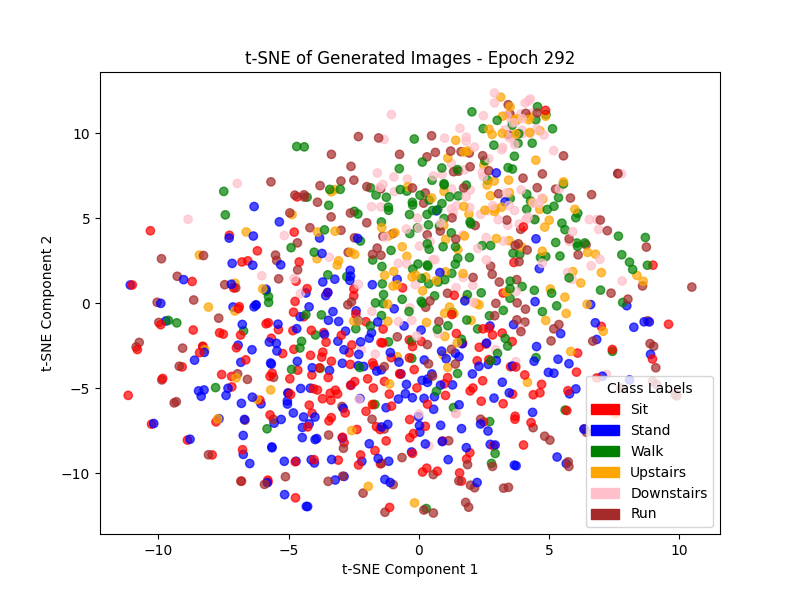 t-SNE of Generated Images - Epoch 292
t-SNE Component 2
10
5
0
−5
−10
−10
−5
0
5
10
t-SNE Component 1
Class Labels
Sit
Stand
Walk
Upstairs
Downstairs
Run